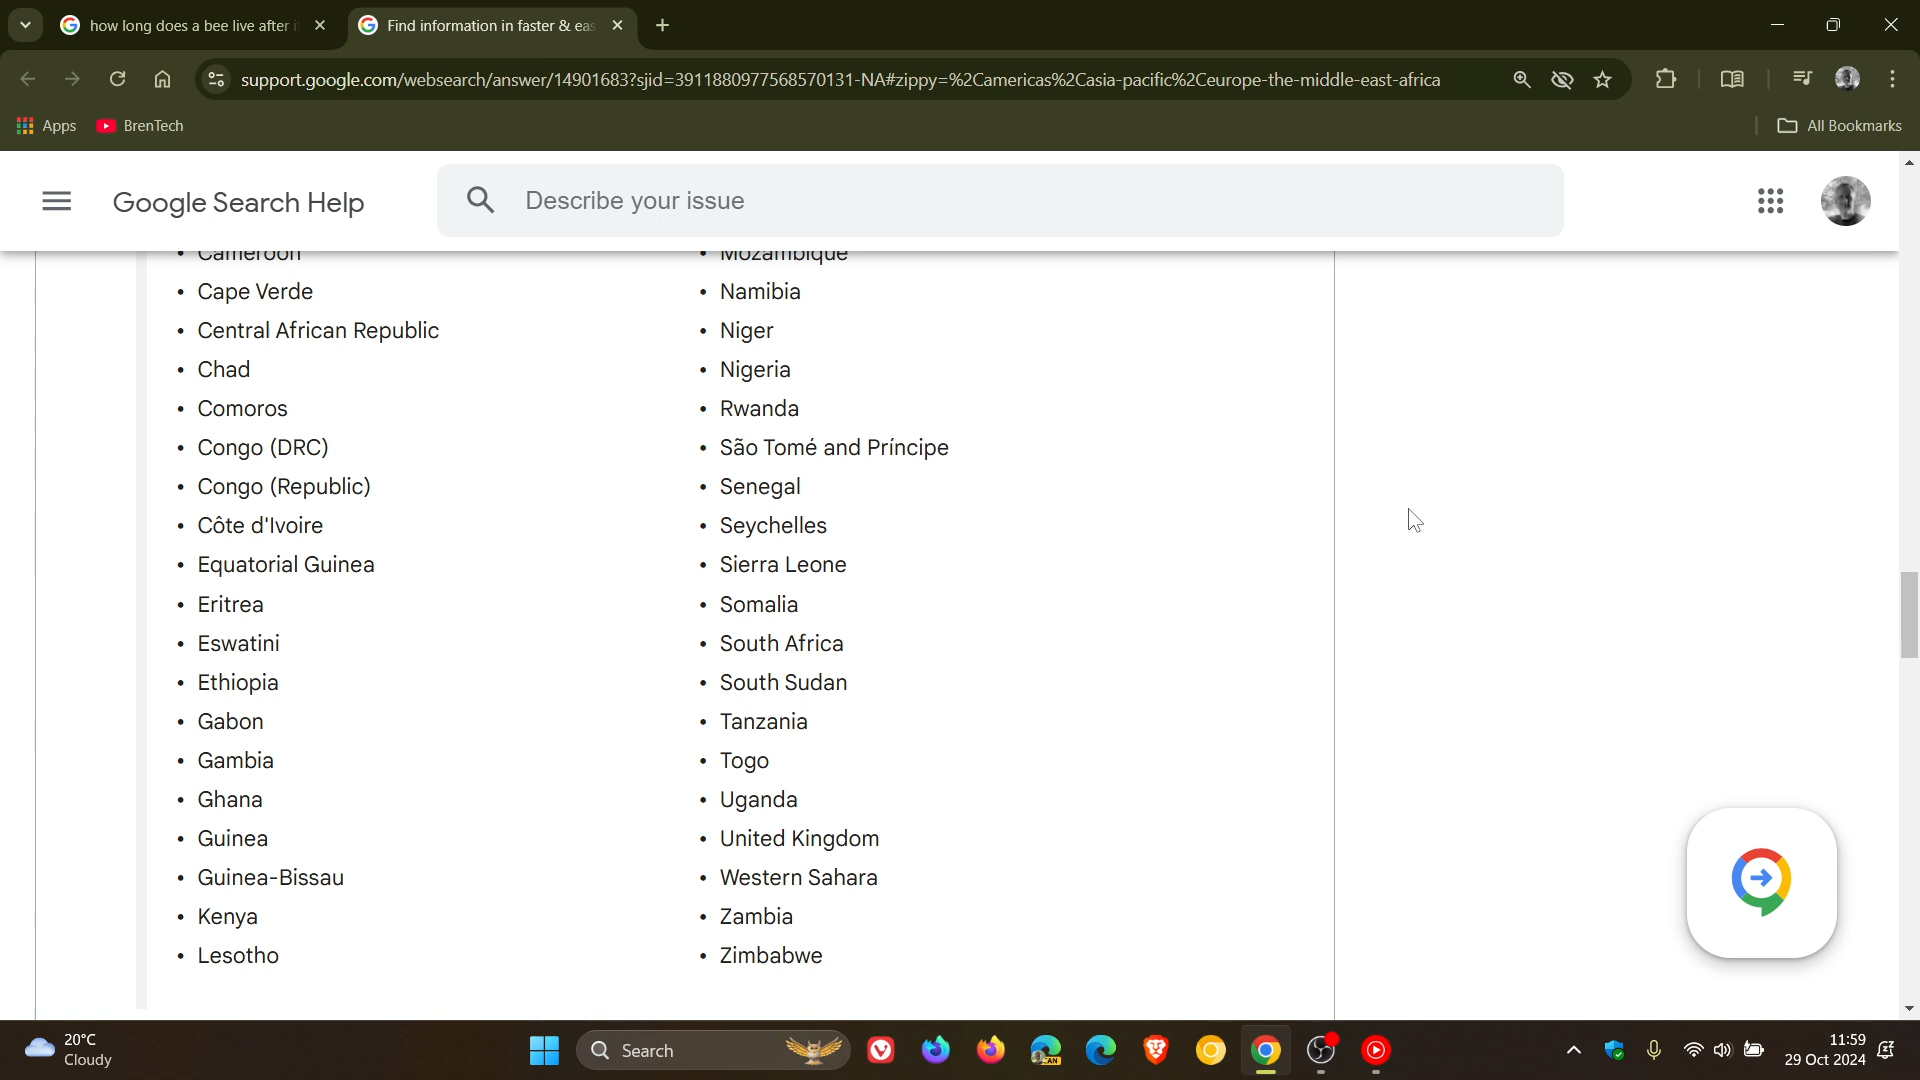 how long does a bee live after i
Find information in faster & eas
support.google.com/websearch/answer/14901683?sjid=3911880977568570131-NA#zippy=%2Camericas%2Casia-pacific%2Ceurope-the-middle-east-africa
Apps
BrenTech
All Bookmarks
Google Search Help
Describe your issue
Cameroon
Cape Verde
Central African Republic
Chad
Comoros
Congo (DRC)
Congo (Republic)
Côte d'Ivoire
Equatorial Guinea
Eritrea
Eswatini
Ethiopia
Gabon
Gambia
Ghana
Guinea
Guinea-Bissau
Kenya
Lesotho
Mozambique
Namibia
Niger
Nigeria
Rwanda
São Tomé and Príncipe
Senegal
Seychelles
Sierra Leone
Somalia
South Africa
South Sudan
Tanzania
Togo
Uganda
United Kingdom
Western Sahara
Zambia
Zimbabwe
20°C
Cloudy
Search
CAN
11:59
29 Oct 2024